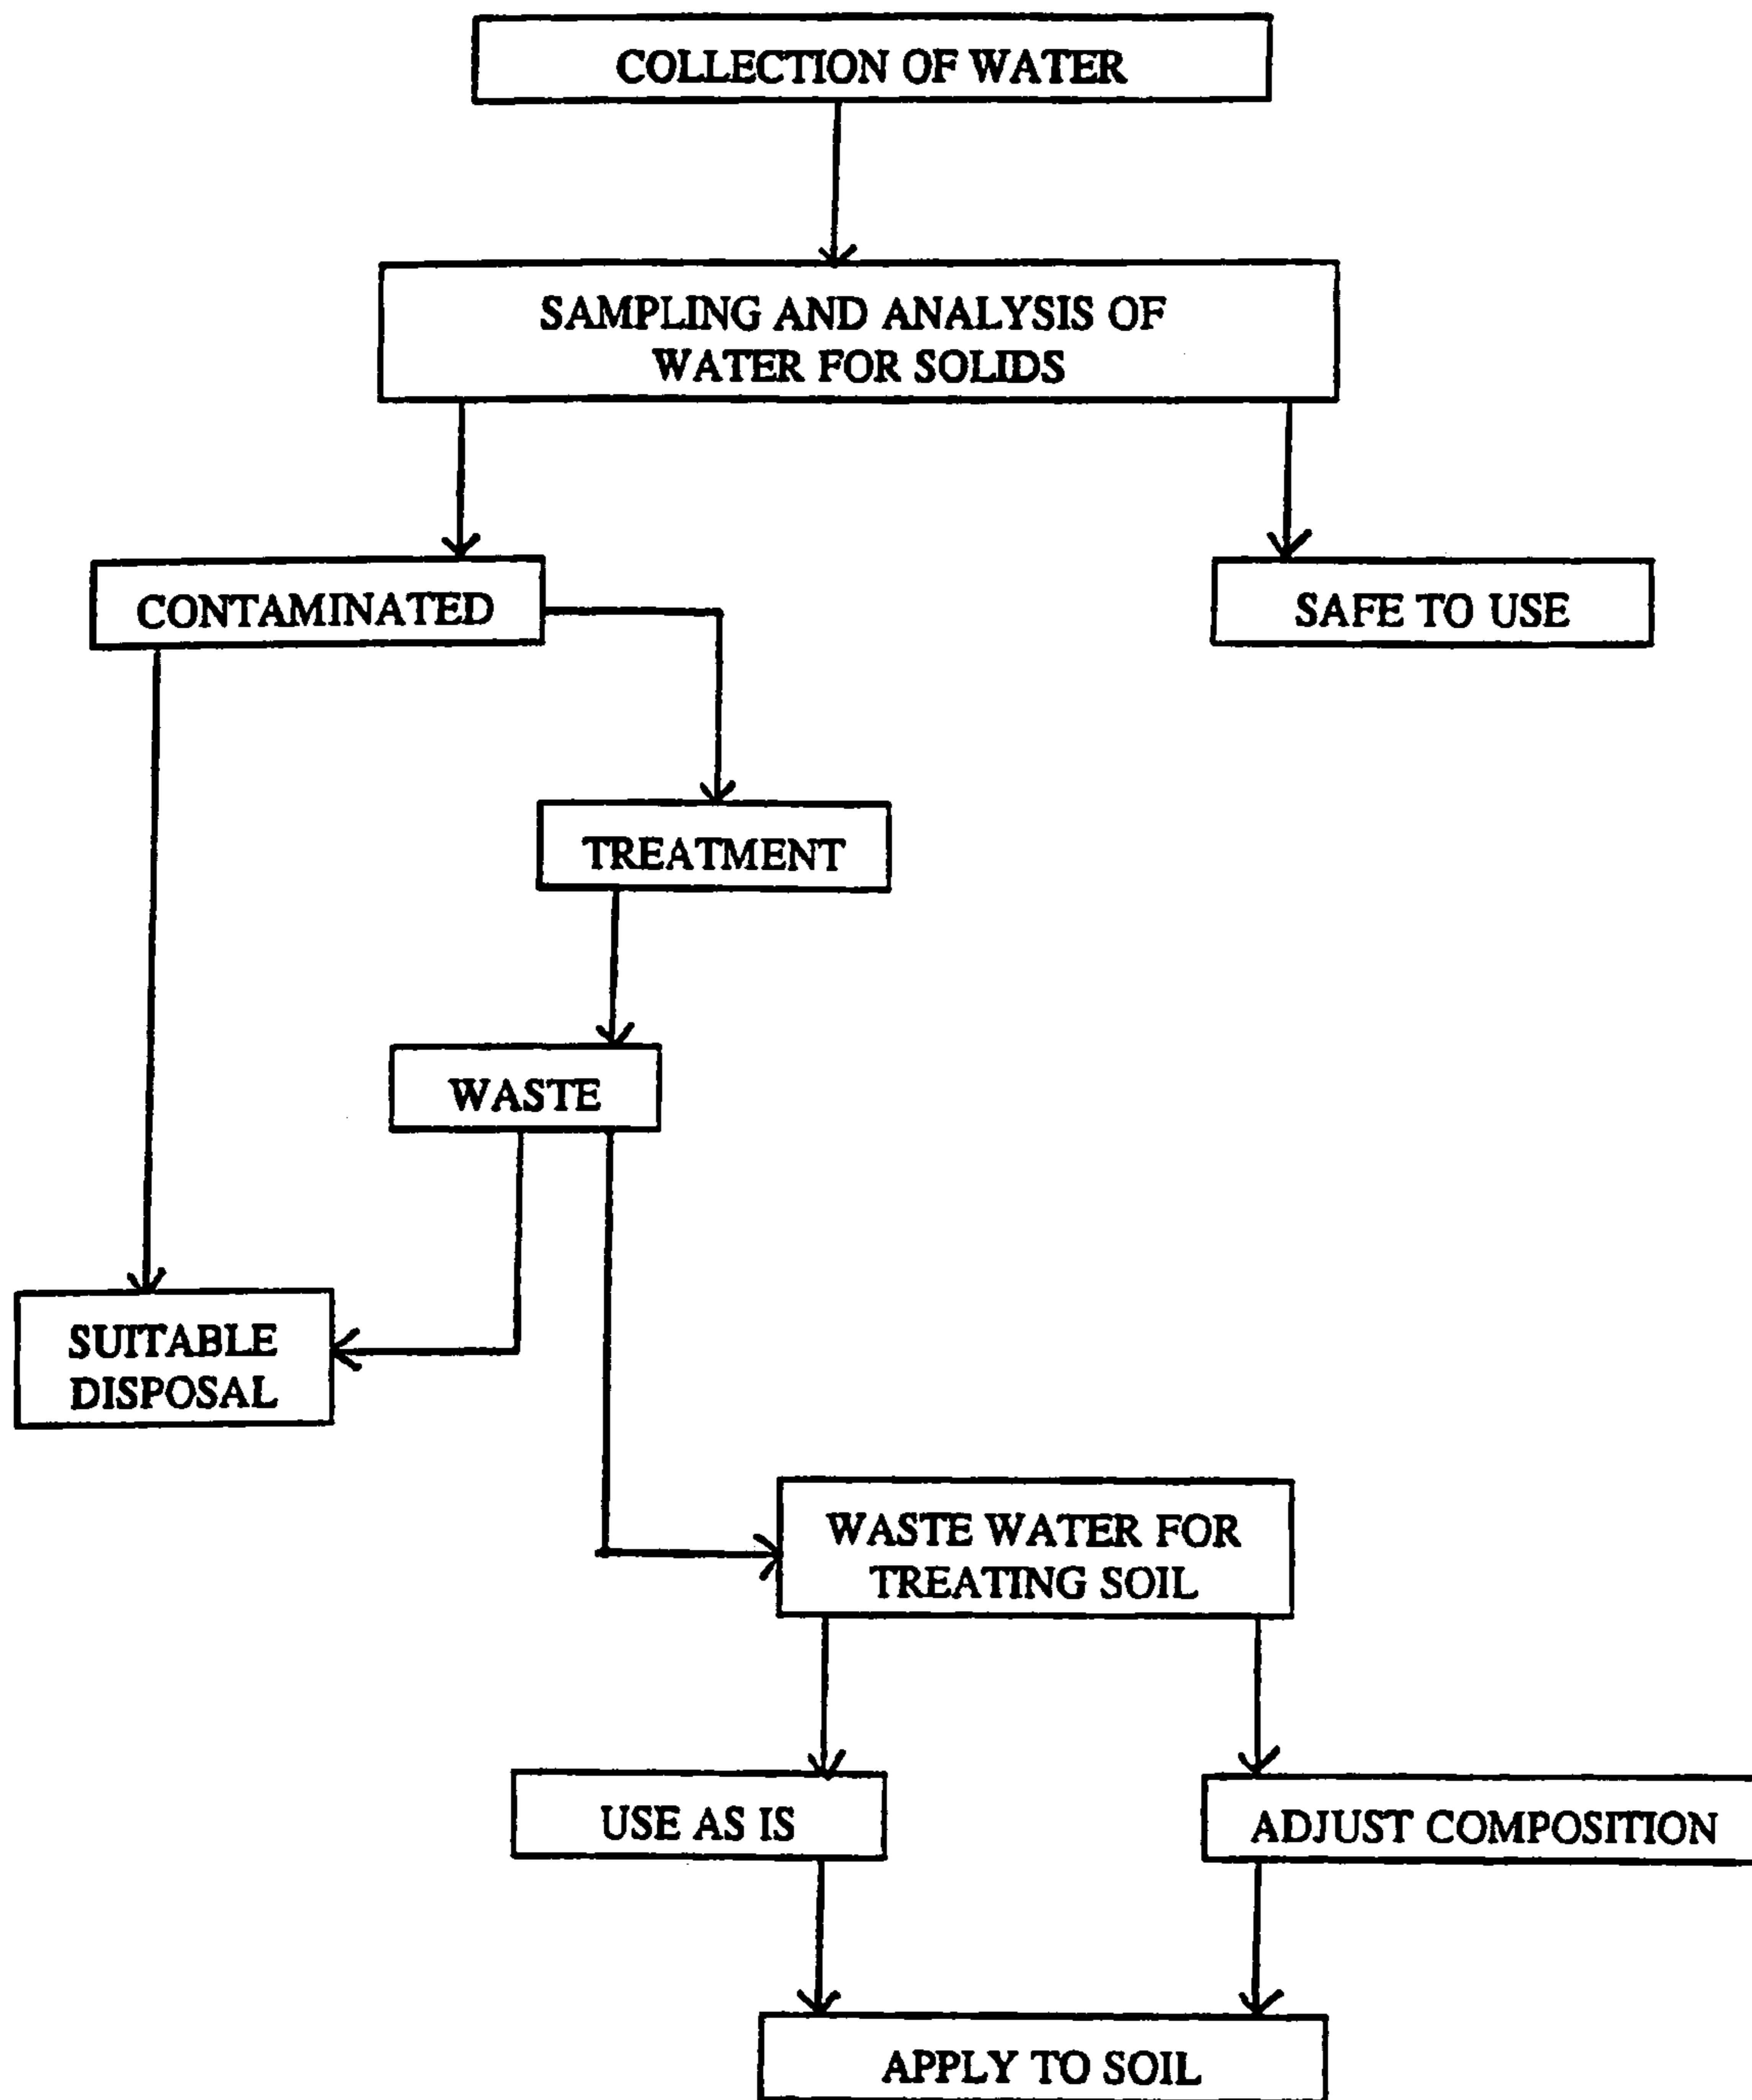 COLLECTION OF WATER
SAMPLING AND ANALYSIS OF
WATER FOR SOLIDS
CONTAMINATED
SAFE TO USE
TREATMENT
WASTE
SUITABLE
DISPOSAL
WASTE WATER FOR
TREATING SOIL
USE AS IS
ADJUST COMPOSITION
APPLY TO SOIL